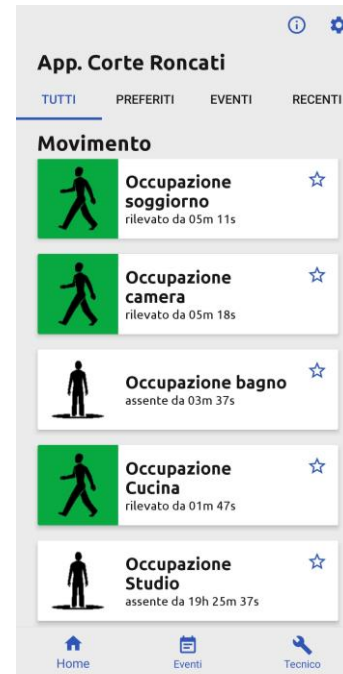 App. Corte Roncati
TUTTI PREFERITI EVENTI RECENTI
Movimento
Occupazione
soggiorno
rilevato da 05m 11s
Occupazione
camera
rilevato da 05m 18s
Occupazione bagno
assente da 03m 37s
Occupazione
Cucina
rilevato da 01m 47s
Occupazione
Studio
assente da 19h 25m 37s
Home Eventi Tecnico